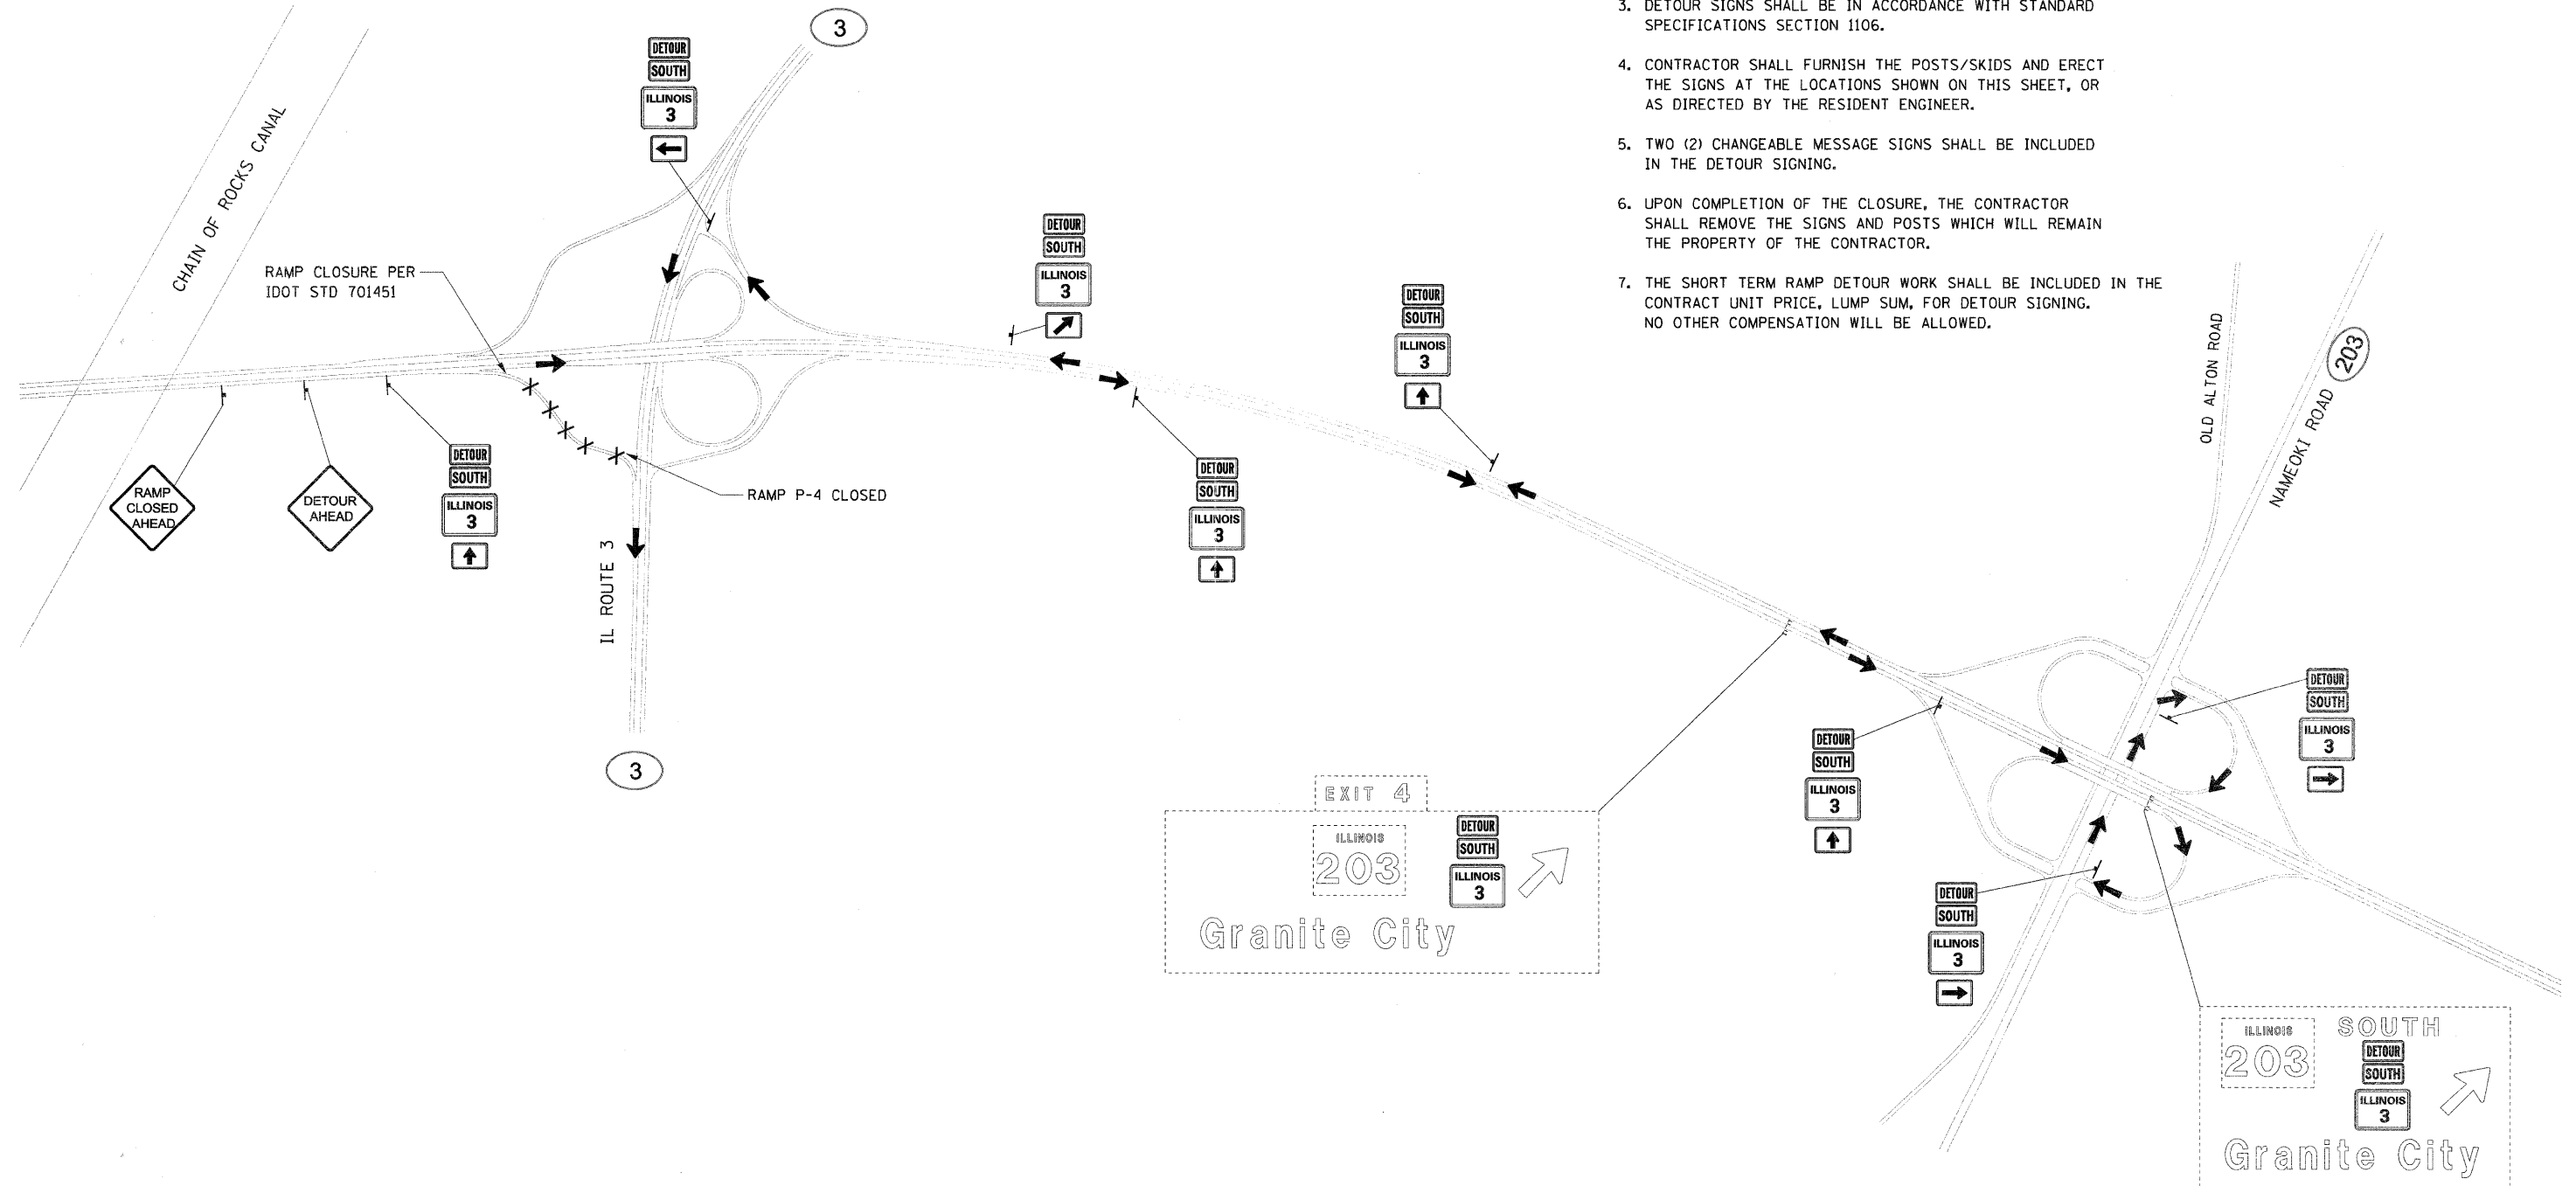 3. DETOUR SIGNS SHALL BE IN ACCORDANCE WITH STANDARD
SPECIFICATIONS SECTION 1106.
4. CONTRACTOR SHALL FURNISH THE POSTS/SKIDS AND ERECT
THE SIGNS AT THE LOCATIONS SHOWN ON THIS SHEET, OR
AS DIRECTED BY THE RESIDENT ENGINEER.
5. TWO (2) CHANGEABLE MESSAGE SIGNS SHALL BE INCLUDED
IN THE DETOUR SIGNING.
6. UPON COMPLETION OF THE CLOSURE, THE CONTRACTOR
SHALL REMOVE THE SIGNS AND POSTS WHICH WILL REMAIN
THE PROPERTY OF THE CONTRACTOR.
7. THE SHORT TERM RAMP DETOUR WORK SHALL BE INCLUDED IN THE
CONTRACT UNIT PRICE, LUMP SUM, FOR DETOUR SIGNING.
NO OTHER COMPENSATION WILL BE ALLOWED.
3
DETOUR
SOUTH
ILLINOIS
3
CHAIN OF ROCKS CANAL
RAMP CLOSURE PER
IDOT STD 701451
DETOUR
SOUTH
ILLINOIS
3
DETOUR
SOUTH
ILLINOIS
3
OLD ALTON ROAD
NAMEOKI ROAD
203
RAMP
CLOSED
AHEAD
DETOUR
AHEAD
DETOUR
SOUTH
ILLINOIS
3
RAMP P-4 CLOSED
DETOUR
SOUTH
ILLINOIS
3
IL ROUTE 3
3
DETOUR
SOUTH
ILLINOIS
3
DETOUR
SOUTH
ILLINOIS
3
EXIT 4
ILLINOIS
203
DETOUR
SOUTH
ILLINOIS
3
Granite City
DETOUR
SOUTH
ILLINOIS
3
ILLINOIS
203
SOUTH
DETOUR
SOUTH
ILLINOIS
3
Granite City